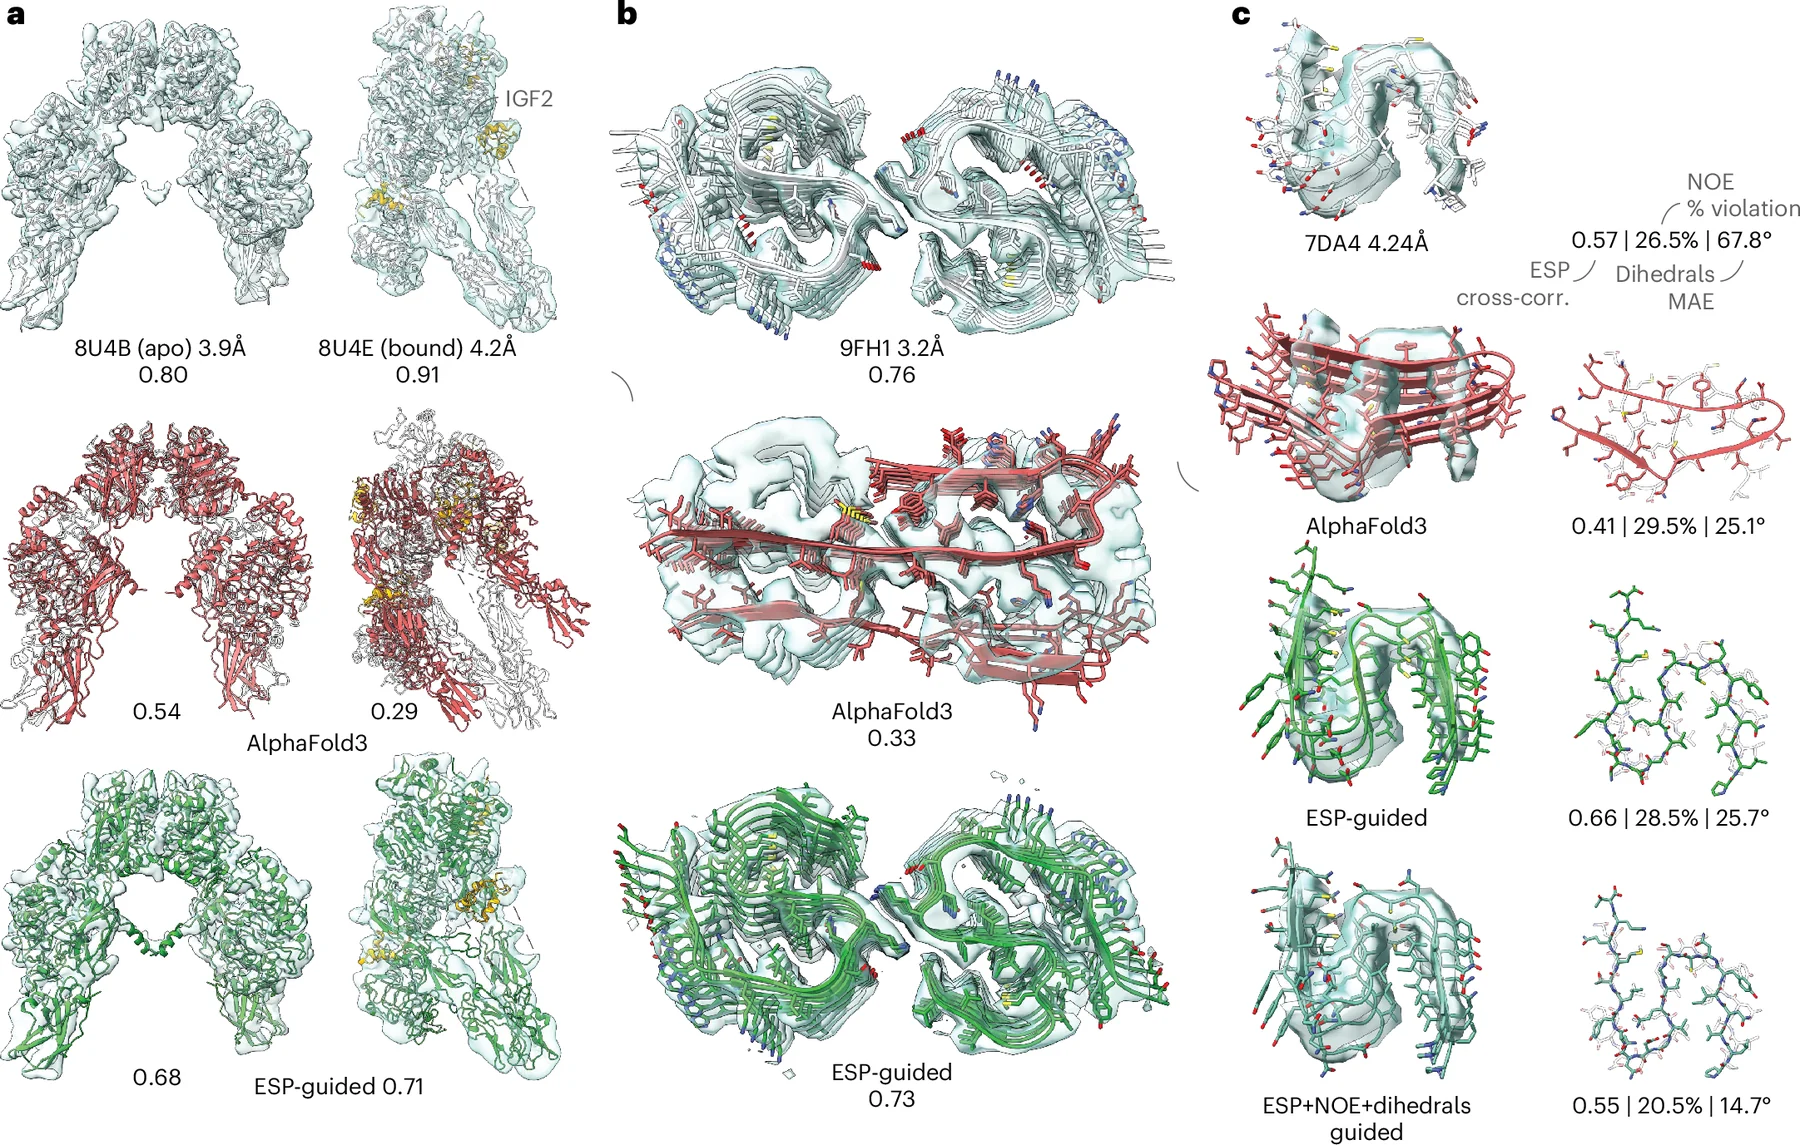 a
IGF2
8U4B (apo) 3.9Å
0.80
8U4E (bound) 4.2Å
0.91
0.54
0.29
AlphaFold3
0.68
ESP-guided 0.71
b
9FH1 3.2Å
0.76
AlphaFold3
0.33
ESP-guided
0.73
c
7DA4 4.24Å
NOE
% violation
0.57 | 26.5% | 67.8°
ESP
cross-corr.
Dihedrals
MAE
AlphaFold3
0.41 | 29.5% | 25.1°
ESP-guided
0.66 | 28.5% | 25.7°
ESP+NOE+dihedrals
guided
0.55 | 20.5% | 14.7°